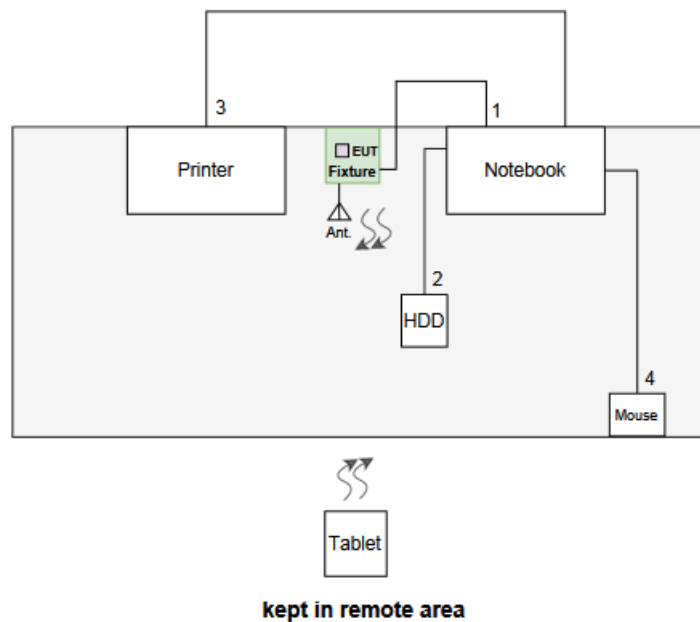 3
1
Printer
EUT
Fixture
Notebook
Ant.
2
HDD
4
Mouse
Tablet
kept in remote area